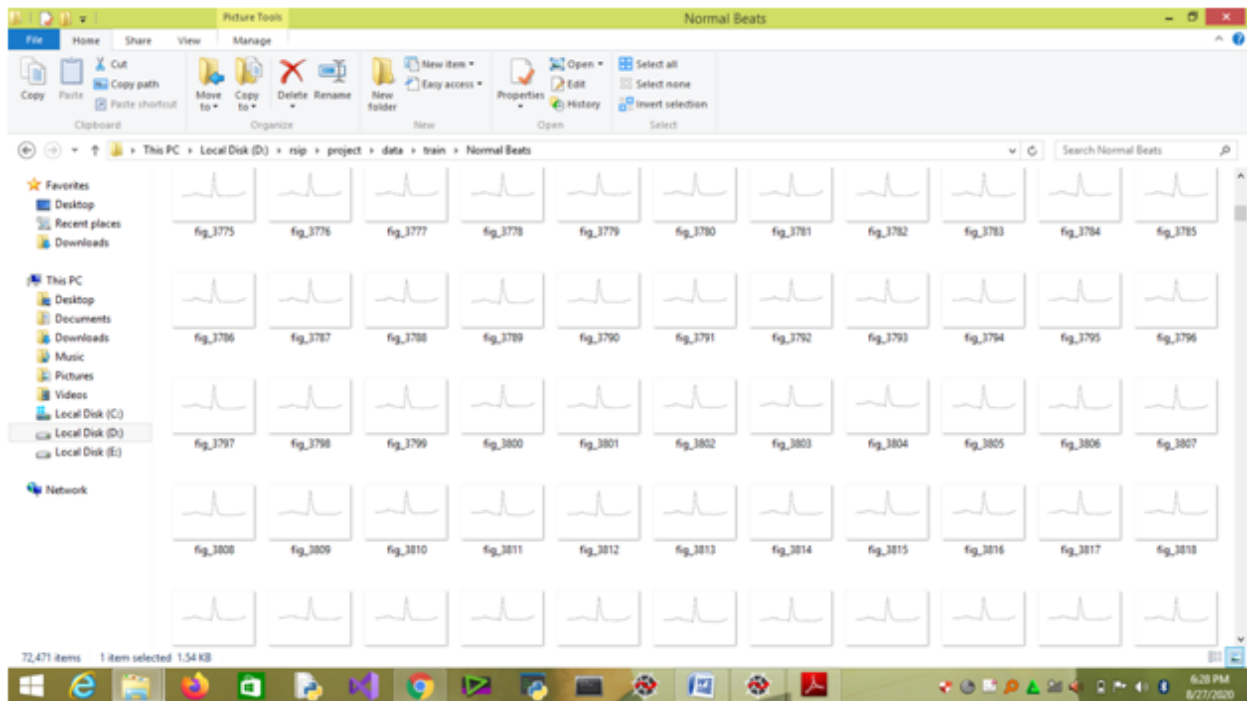 Picture Tools Normal Beats
File Home Share View Manage
Cut
Copy path
Paste shortcut
Copy Paste
Move to
Copy to
Delete Rename
New folder
New item
Easy access
Properties
Open
Edit
History
Select all
Select none
Invert selection
Clipboard Organize New Open Select
This PC Local Disk (D:) rsip project data train Normal Beats Search Normal Beats
Favorites
Desktop
Recent places
Downloads
This PC
Desktop
Documents
Downloads
Music
Pictures
Videos
Local Disk (C:)
Local Disk (D:)
Local Disk (E:)
Network
fig_3775 fig_3776 fig_3777 fig_3778 fig_3779 fig_3780 fig_3781 fig_3782 fig_3783 fig_3784 fig_3785
fig_3786 fig_3787 fig_3788 fig_3789 fig_3790 fig_3791 fig_3792 fig_3793 fig_3794 fig_3795 fig_3796
fig_3797 fig_3798 fig_3799 fig_3800 fig_3801 fig_3802 fig_3803 fig_3804 fig_3805 fig_3806 fig_3807
fig_3808 fig_3809 fig_3810 fig_3811 fig_3812 fig_3813 fig_3814 fig_3815 fig_3816 fig_3817 fig_3818
72,471 items 1 item selected 1.54 KB
6:28 PM
8/27/2020